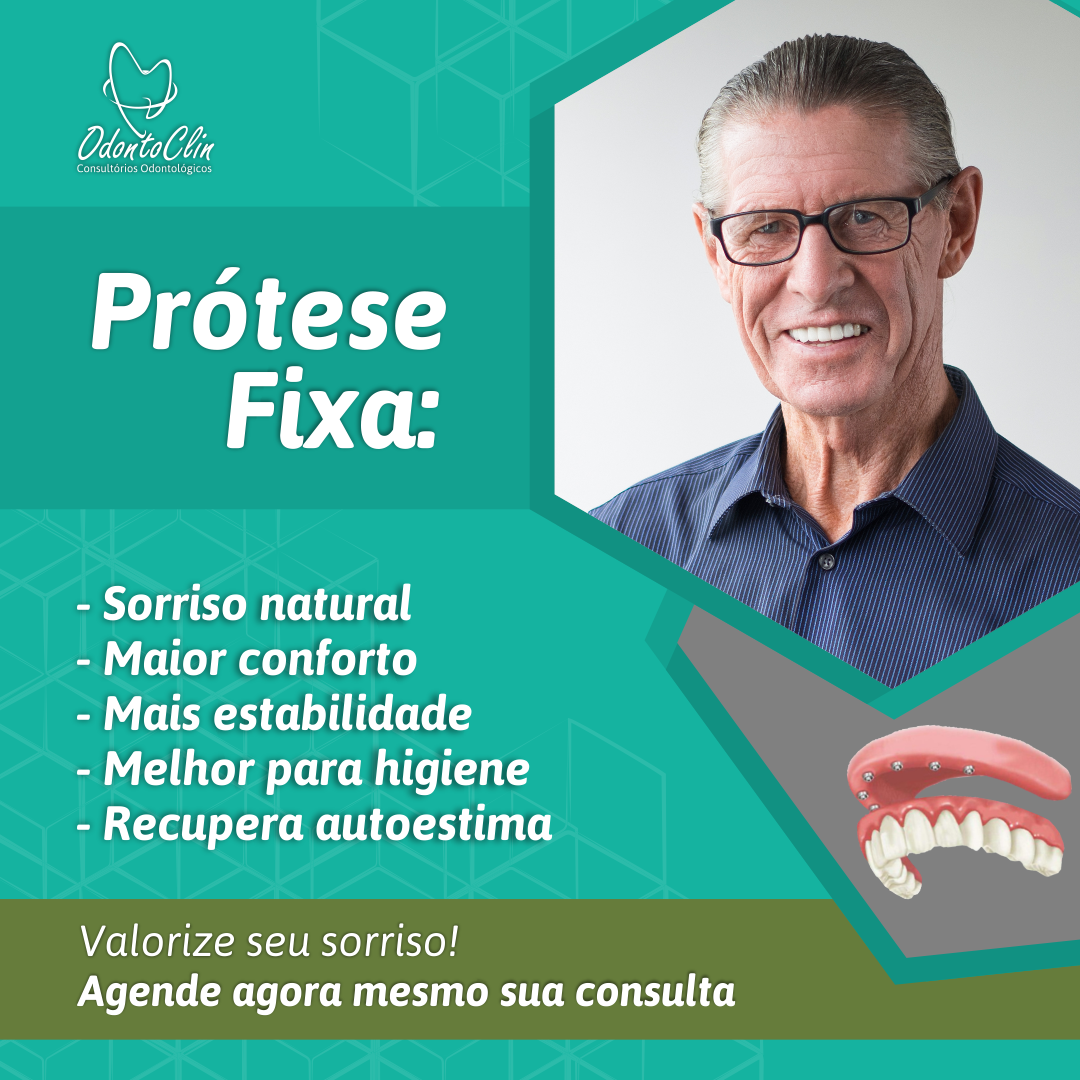 OdontoClin
Consultórios Odontológicos
Prótese
Fixa:
- Sorriso natural
- Maior conforto
- Mais estabilidade
- Melhor para higiene
- Recupera autoestima
Valorize seu sorriso!
Agende agora mesmo sua consulta